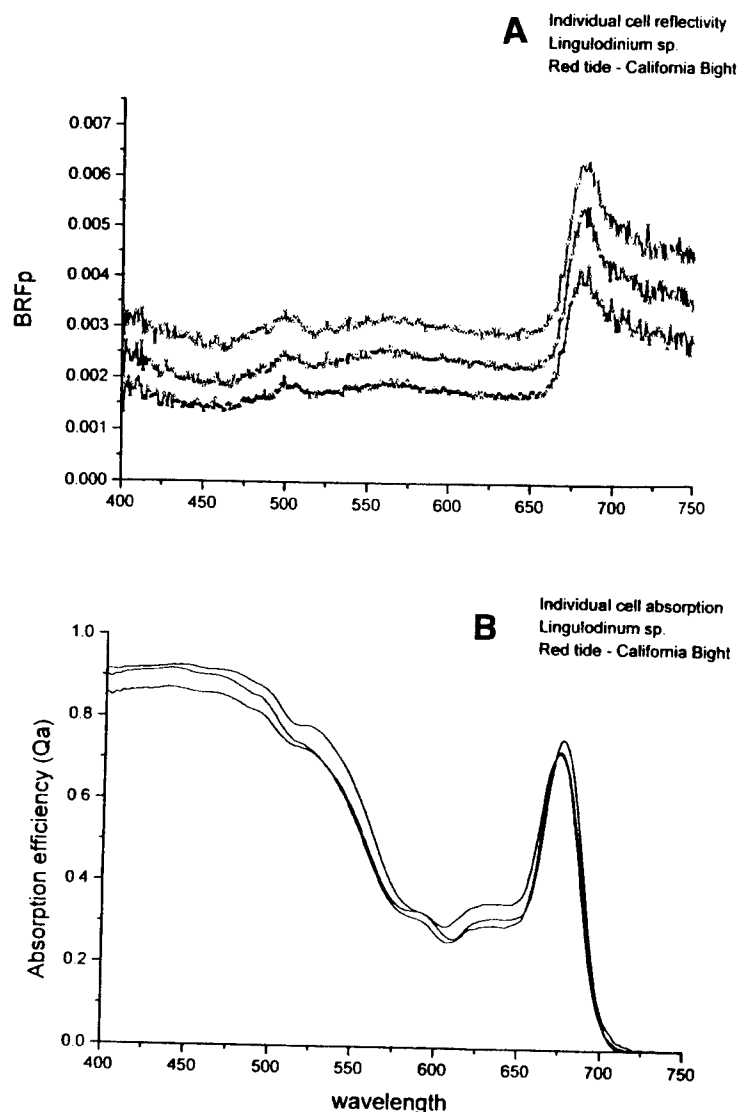 A
Individual cell reflectivity
Lingulodinium sp.
Red tide - California Bight
0.007
0.006
0.005
0.004
0.003
0.002
0.001
0.000
BRFp
400 450 500 550 600 650 700 750
B
Individual cell absorption
Lingulodinum sp.
Red tide - California Bight
1.0
0.8
0 6
0 4
0.2
0.0
Absorption efficiency (Qa)
400 450 500 550 600 650 700 750
wavelength